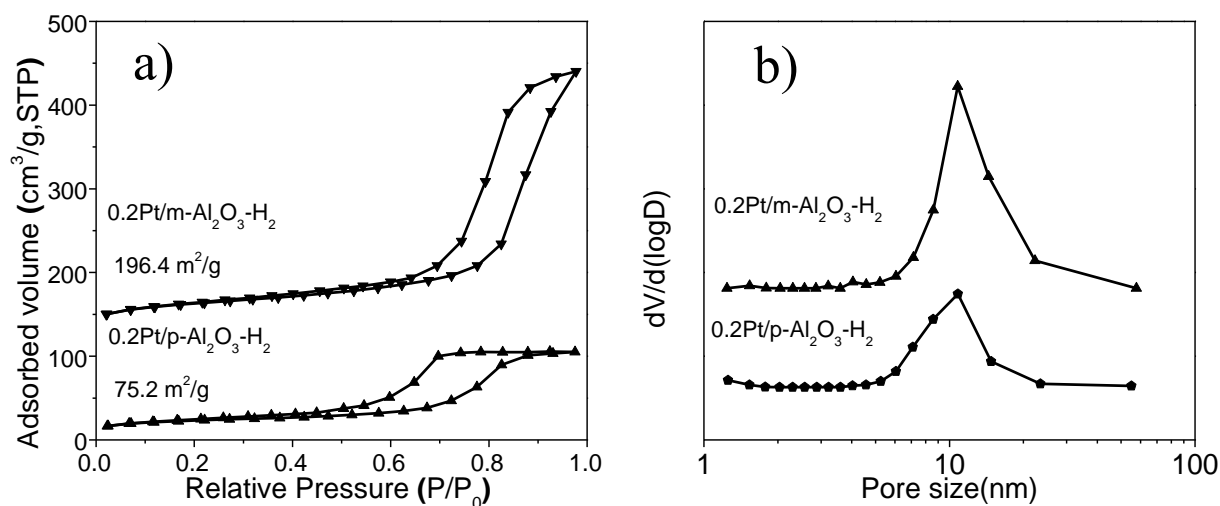 a)
500
400
300
200
100
0
Adsorbed volume (cm³/g,STP)
0.2Pt/m-Al₂O₃-H₂
196.4 m²/g
0.2Pt/p-Al₂O₃-H₂
75.2 m²/g
0.0 0.2 0.4 0.6 0.8 1.0
Relative Pressure (P/P₀)
b)
dV/d(logD)
0.2Pt/m-Al₂O₃-H₂
0.2Pt/p-Al₂O₃-H₂
1 10 100
Pore size(nm)